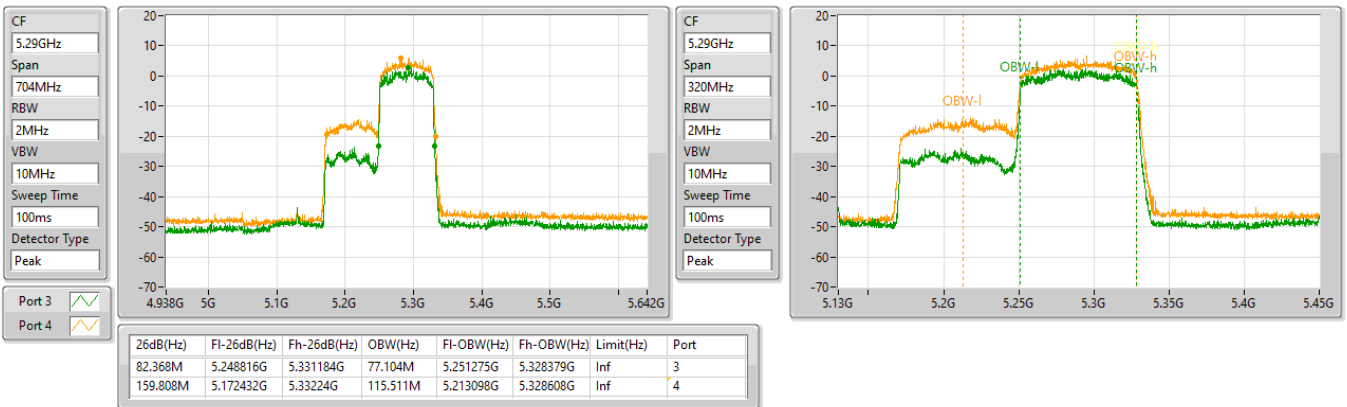 CF
5.29GHz
Span
704MHz
RBW
2MHz
VBW
10MHz
Sweep Time
100ms
Detector Type
Peak
Port 3
Port 4
20
10
0
-10
-20
-30
-40
-50
-60
-70
4.938G 5G 5.1G 5.2G 5.3G 5.4G 5.5G 5.642G
CF
5.29GHz
Span
320MHz
RBW
2MHz
VBW
10MHz
Sweep Time
100ms
Detector Type
Peak
20
10
0
-10
-20
-30
-40
-50
-60
-70
OBW-l
OBW-l
OBW-h
OBW-h
5.13G 5.2G 5.25G 5.3G 5.35G 5.4G 5.45G
26dB(Hz) Fl-26dB(Hz) Fh-26dB(Hz) OBW(Hz) Fl-OBW(Hz) Fh-OBW(Hz) Limit(Hz) Port
82.368M 5.248816G 5.331184G 77.104M 5.251275G 5.328379G Inf 3
159.808M 5.172432G 5.33224G 115.511M 5.213098G 5.328608G Inf 4